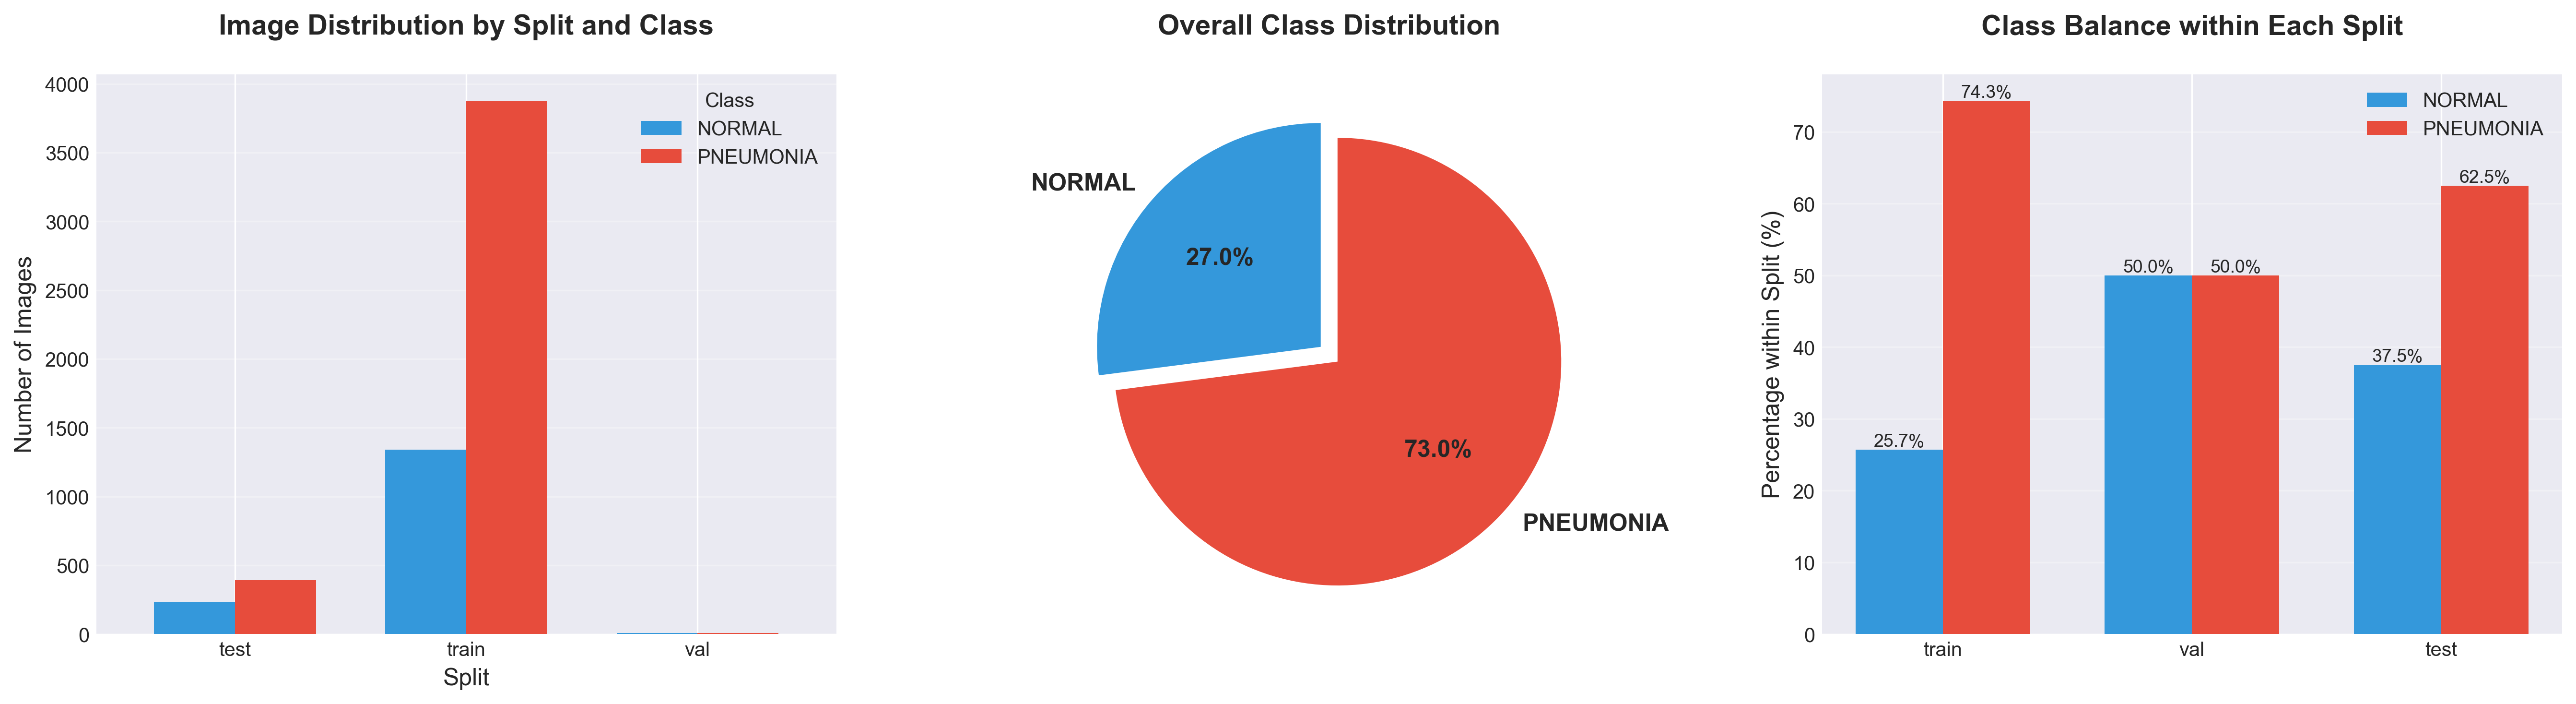 Image Distribution by Split and Class
Number of Images
4000
3500
3000
2500
2000
1500
1000
500
0
test
train
val
Split
Class
NORMAL
PNEUMONIA
Overall Class Distribution
NORMAL
27.0%
73.0%
PNEUMONIA
Class Balance within Each Split
Percentage within Split (%)
70
60
50
40
30
20
10
0
25.7%
74.3%
50.0%
50.0%
37.5%
62.5%
train
val
test
NORMAL
PNEUMONIA